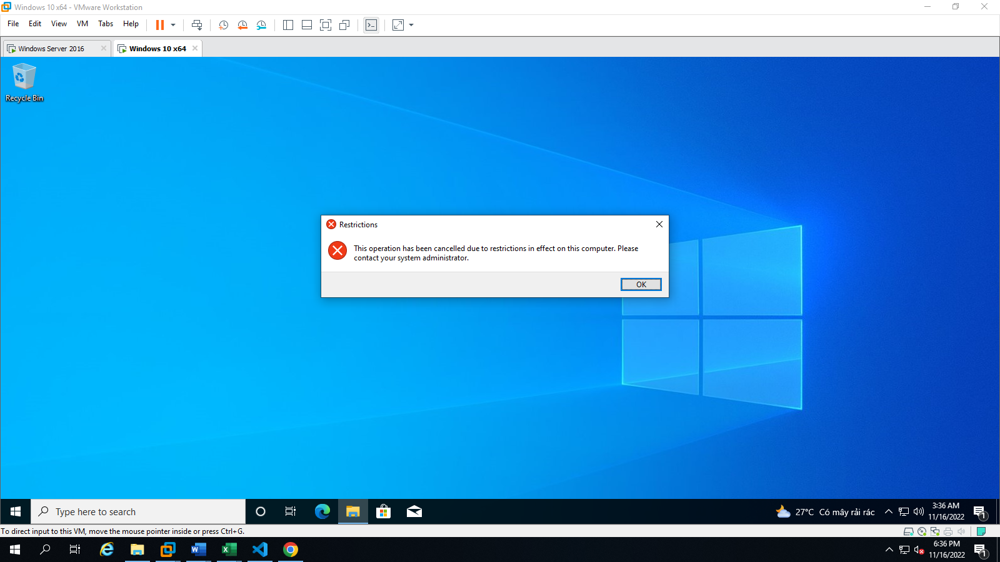 Windows 10 x64 - VMware Workstation
File Edit View VM Tabs Help
Windows Server 2016
Windows 10 x64
Recycle Bin
Restrictions
This operation has been cancelled due to restrictions in effect on this computer. Please
contact your system administrator.
OK
Type here to search
27°C Có mây rải rác
3:36 AM
11/16/2022
1
To direct input to this VM, move the mouse pointer inside or press Ctrl+G.
6:36 PM
11/16/2022
1